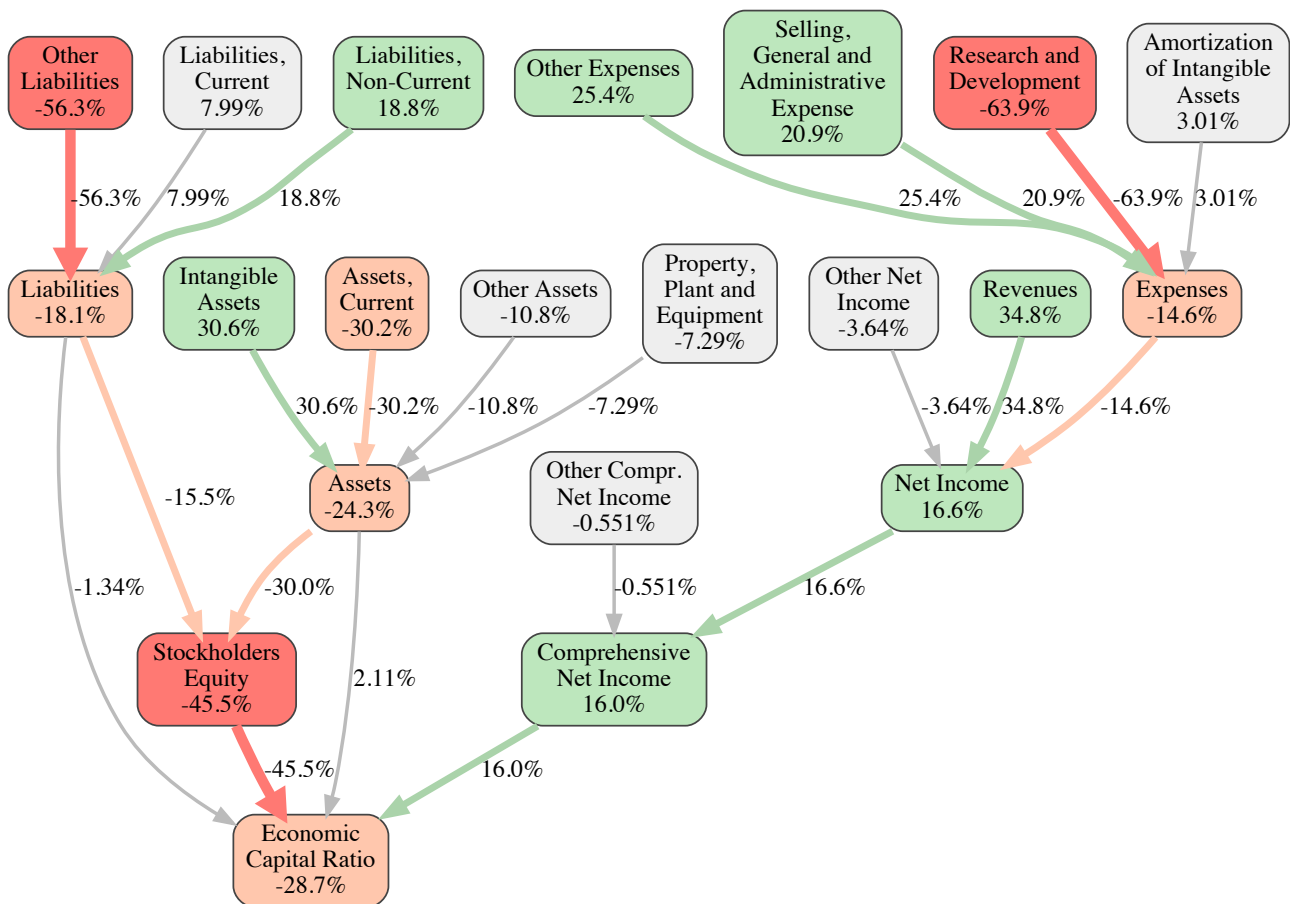 Other
Liabilities
-56.3%
Liabilities,
Current
7.99%
Liabilities,
Non-Current
18.8%
Other Expenses
25.4%
Selling,
General and
Administrative
Expense
20.9%
Research and
Development
-63.9%
Amortization
of Intangible
Assets
3.01%
-56.3%
7.99%
18.8%
25.4%
20.9%
-63.9%
3.01%
Liabilities
-18.1%
Intangible
Assets
30.6%
Assets,
Current
-30.2%
Other Assets
-10.8%
Property,
Plant and
Equipment
-7.29%
Other Net
Income
-3.64%
Revenues
34.8%
Expenses
-14.6%
30.6%
-30.2%
-10.8%
-7.29%
-3.64%
34.8%
-14.6%
-15.5%
Assets
-24.3%
Other Compr.
Net Income
-0.551%
Net Income
16.6%
-1.34%
-30.0%
-0.551%
16.6%
Stockholders
Equity
-45.5%
2.11%
Comprehensive
Net Income
16.0%
-45.5%
16.0%
Economic
Capital Ratio
-28.7%